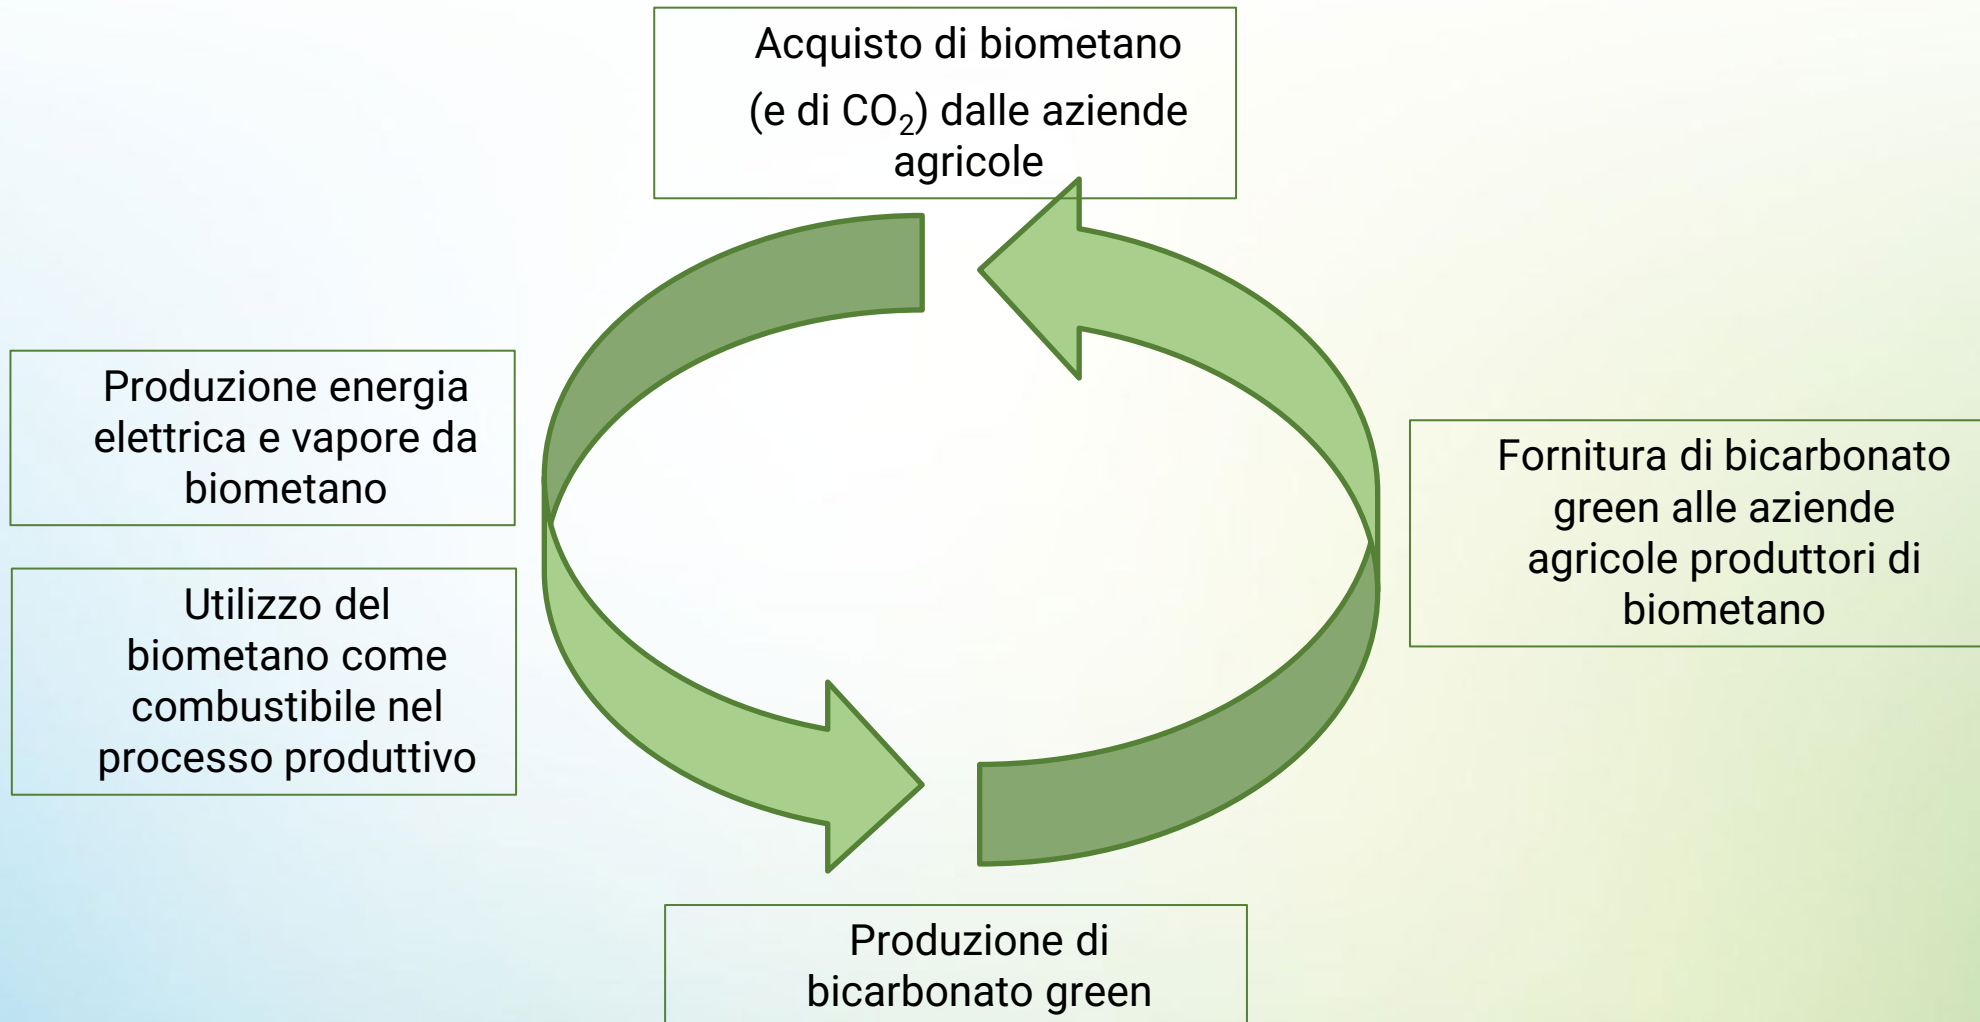 Acquisto di biometano
(e di CO₂) dalle aziende
agricole
Produzione energia
elettrica e vapore da
biometano
Utilizzo del
biometano come
combustibile nel
processo produttivo
Fornitura di bicarbonato
green alle aziende
agricole produttori di
biometano
Produzione di
bicarbonato green